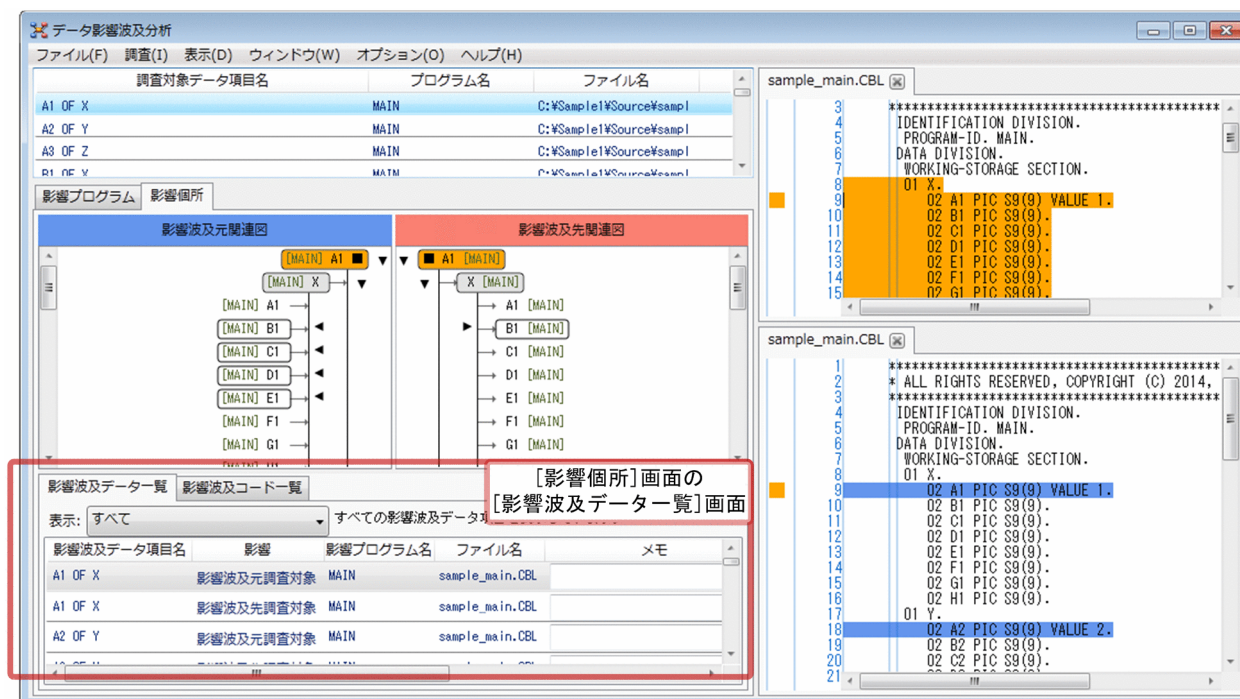 データ影響波及分析
ファイル(F) 調査(I) 表示(D) ウィンドウ(W) オプション(O) ヘルプ(H)
調査対象データ項目名 プログラム名 ファイル名
A1 OF X MAIN C:¥Sample1¥Source¥sampl
A2 OF Y MAIN C:¥Sample1¥Source¥sampl
A3 OF Z MAIN C:¥Sample1¥Source¥sampl
B1 OF X MAIN C:¥Sample1¥Source¥sampl
影響プログラム 影響個所
影響波及元関連図 影響波及先関連図
[MAIN] A1 ■ ▼ ▼ ■ A1 [MAIN]
[MAIN] X ▼ ▼ X [MAIN]
[MAIN] A1 A1 [MAIN]
[MAIN] B1 ◀ ▶ B1 [MAIN]
[MAIN] C1 ◀ C1 [MAIN]
[MAIN] D1 ◀ D1 [MAIN]
[MAIN] E1 ◀ E1 [MAIN]
[MAIN] F1 F1 [MAIN]
[MAIN] G1 G1 [MAIN]
[影響個所]画面の
[影響波及データ一覧]画面
影響波及データ一覧 影響波及コード一覧
表示: すべて すべての影響波及データ項
影響波及データ項目名 影響 影響プログラム名 ファイル名 メモ
A1 OF X 影響波及元調査対象 MAIN sample_main.CBL
A1 OF X 影響波及先調査対象 MAIN sample_main.CBL
A2 OF Y 影響波及元調査対象 MAIN sample_main.CBL
sample_main.CBL
3 *******************************************
4 IDENTIFICATION DIVISION.
5 PROGRAM-ID. MAIN.
6 DATA DIVISION.
7 WORKING-STORAGE SECTION.
8 01 X.
9 02 A1 PIC S9(9) VALUE 1.
10 02 B1 PIC S9(9).
11 02 C1 PIC S9(9).
12 02 D1 PIC S9(9).
13 02 E1 PIC S9(9).
14 02 F1 PIC S9(9).
15 02 G1 PIC S9(9).
sample_main.CBL
1 *******************************************
2 * ALL RIGHTS RESERVED, COPYRIGHT (C) 2014,
3 *******************************************
4 IDENTIFICATION DIVISION.
5 PROGRAM-ID. MAIN.
6 DATA DIVISION.
7 WORKING-STORAGE SECTION.
8 01 X.
9 02 A1 PIC S9(9) VALUE 1.
10 02 B1 PIC S9(9).
11 02 C1 PIC S9(9).
12 02 D1 PIC S9(9).
13 02 E1 PIC S9(9).
14 02 F1 PIC S9(9).
15 02 G1 PIC S9(9).
16 02 H1 PIC S9(9).
17 01 Y.
18 02 A2 PIC S9(9) VALUE 2.
19 02 B2 PIC S9(9).
20 02 C2 PIC S9(9).
21